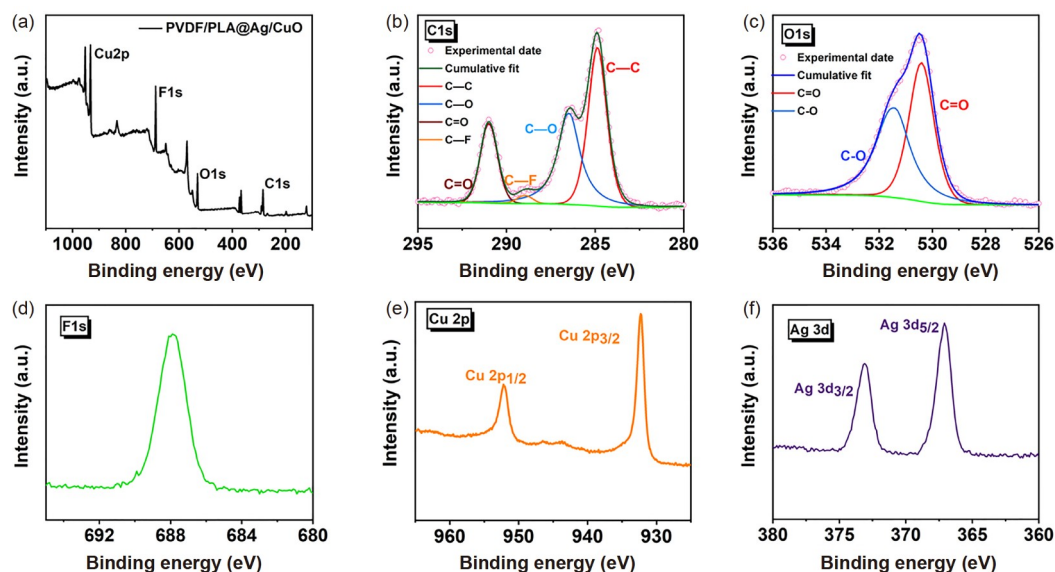 (a)
PVDF/PLA@Ag/CuO
Cu2p
F1s
O1s
C1s
Intensity (a.u.)
1000 800 600 400 200
Binding energy (eV)
(b)
C1s
Experimental date
Cumulative fit
C—C
C—O
C=O
C—F
C—C
C—O
C=O
C—F
Intensity (a.u.)
295 290 285 280
Binding energy (eV)
(c)
O1s
Experimental date
Cumulative fit
C=O
C-O
C=O
C-O
Intensity (a.u.)
536 534 532 530 528 526
Binding energy (eV)
(d)
F1s
Intensity (a.u.)
692 688 684 680
Binding energy (eV)
(e)
Cu 2p
Cu 2p3/2
Cu 2p1/2
Intensity (a.u.)
960 950 940 930
Binding energy (eV)
(f)
Ag 3d
Ag 3d5/2
Ag 3d3/2
Intensity (a.u.)
380 375 370 365 360
Binding energy (eV)